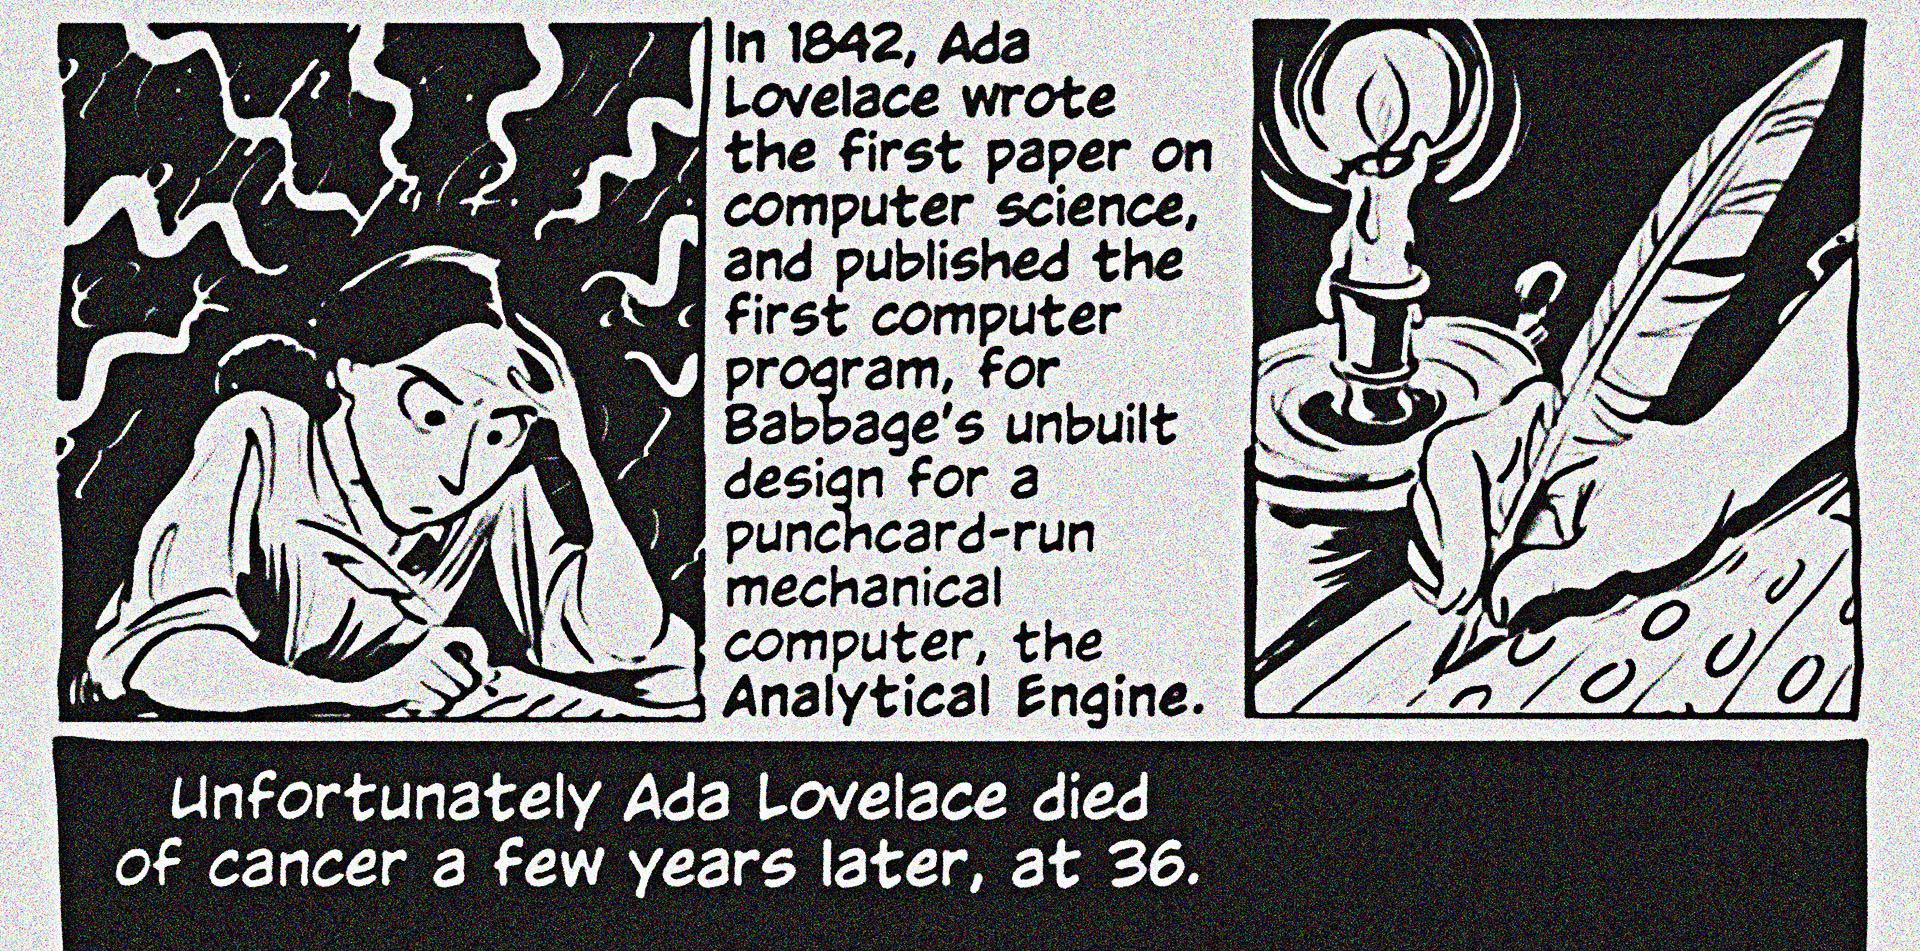 In 1842, Ada
Lovelace wrote
the first paper on
computer science,
and published the
first computer
program, for
Babbage's unbuilt
design for a
punchcard-run
mechanical
computer, the
Analytical Engine.
Unfortunately Ada Lovelace died
of cancer a few years later, at 36.